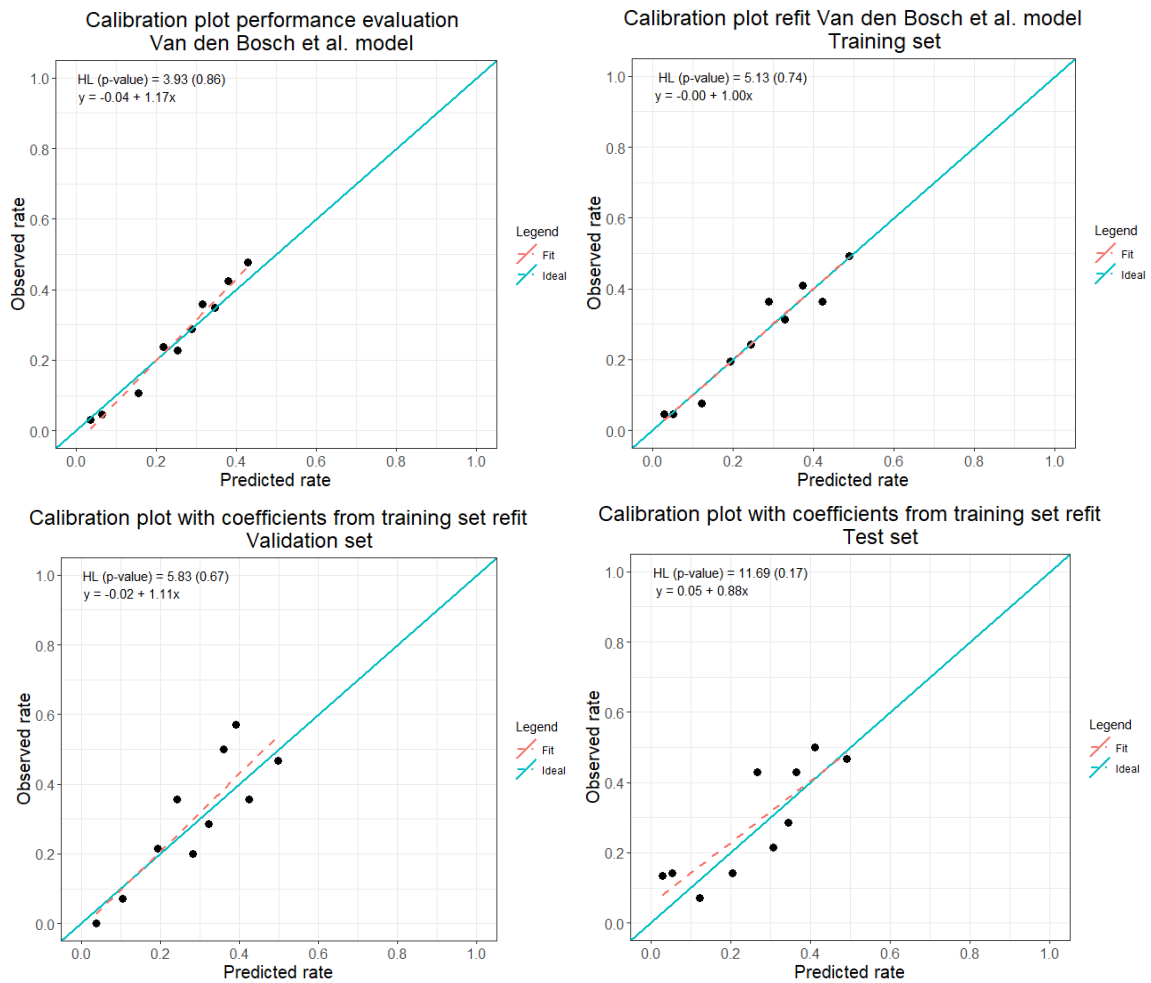 Calibration plot performance evaluation
Van den Bosch et al. model
HL (p-value) = 3.93 (0.86)
y = -0.04 + 1.17x
1.0
0.8
0.6
0.4
0.2
0.0
Observed rate
0.0 0.2 0.4 0.6 0.8 1.0
Predicted rate
Legend
Fit
Ideal
Calibration plot refit Van den Bosch et al. model
Training set
HL (p-value) = 5.13 (0.74)
y = -0.00 + 1.00x
1.0
0.8
0.6
0.4
0.2
0.0
Observed rate
0.0 0.2 0.4 0.6 0.8 1.0
Predicted rate
Legend
Fit
Ideal
Calibration plot with coefficients from training set refit
Validation set
HL (p-value) = 5.83 (0.67)
y = -0.02 + 1.11x
1.0
0.8
0.6
0.4
0.2
0.0
Observed rate
0.0 0.2 0.4 0.6 0.8 1.0
Predicted rate
Legend
Fit
Ideal
Calibration plot with coefficients from training set refit
Test set
HL (p-value) = 11.69 (0.17)
y = 0.05 + 0.88x
1.0
0.8
0.6
0.4
0.2
0.0
Observed rate
0.0 0.2 0.4 0.6 0.8 1.0
Predicted rate
Legend
Fit
Ideal